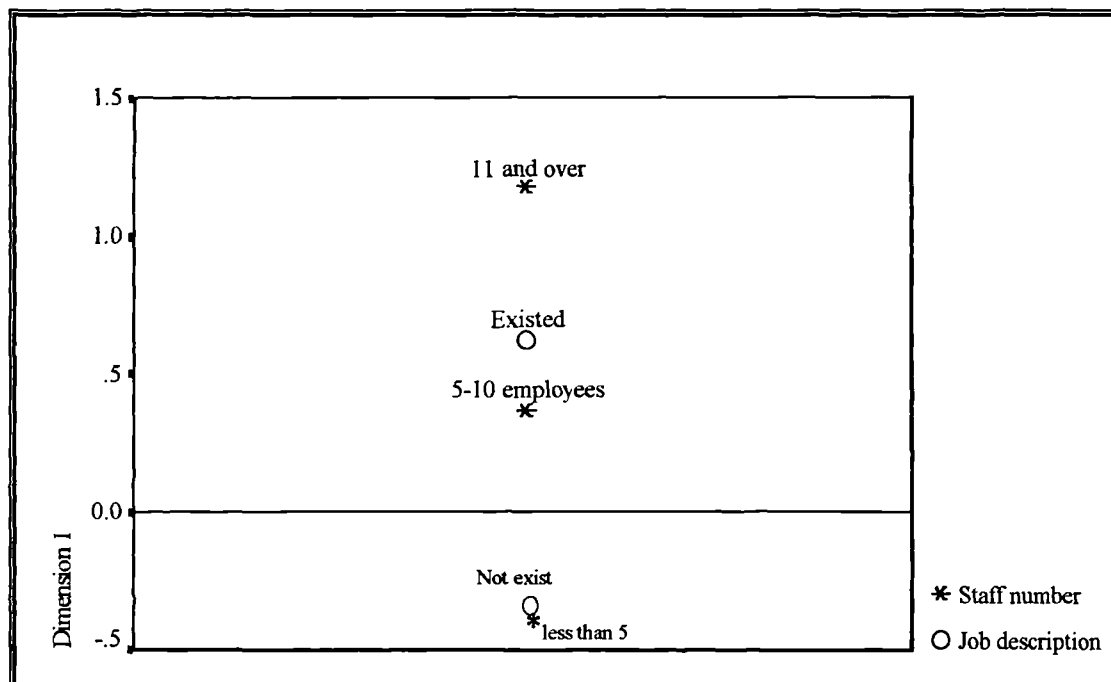 1.5
11 and over
1.0
Existed
.5
5-10 employees
0.0
Dimension 1
Not exist
less than 5
-.5
* Staff number
O Job description